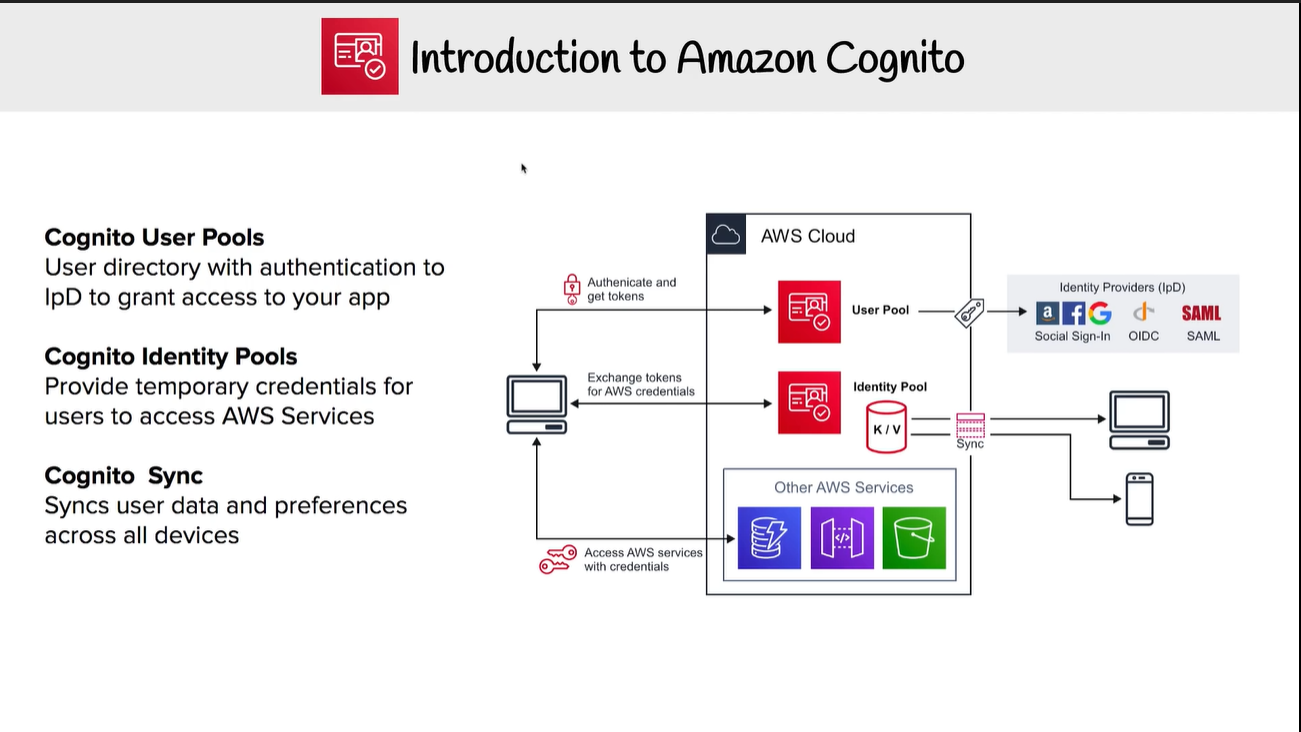 Introduction to Amazon Cognito
Cognito User Pools
User directory with authentication to
IpD to grant access to your app
Cognito Identity Pools
Provide temporary credentials for
users to access AWS Services
Cognito Sync
Syncs user data and preferences
across all devices
AWS Cloud
Authenicate and
get tokens
User Pool
Identity Providers (IpD)
a
f
G
SAML
Social Sign-In
OIDC
SAML
Exchange tokens
for AWS credentials
Identity Pool
K / V
Sync
Other AWS Services
</>
Access AWS services
with credentials